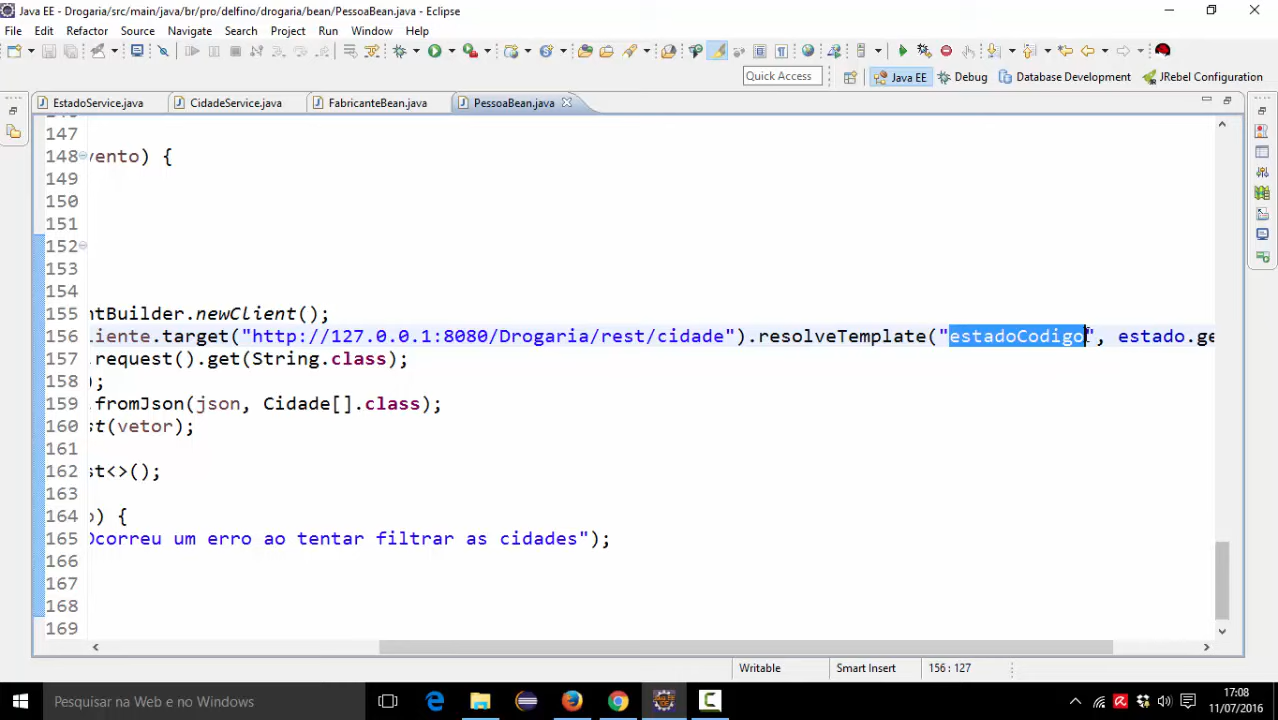 Java EE - Drogaria/src/main/java/br/pro/delfino/drogaria/bean/PessoaBean.java - Eclipse
File Edit Refactor Source Navigate Search Project Run Window Help
Quick Access Java EE Debug Database Development JRebel Configuration
EstadoService.java CidadeService.java FabricanteBean.java PessoaBean.java
147
148 vento) {
149
150
151
152
153
154
155 ntBuilder.newClient();
156 liente.target("http://127.0.0.1:8080/Drogaria/rest/cidade").resolveTemplate("estadoCodigo", estado.ge
157 .request().get(String.class);
158 );
159 .fromJson(json, Cidade[].class);
160 st(vetor);
161
162 st<>();
163
164 o) {
165 Ocorreu um erro ao tentar filtrar as cidades");
166
167
168
169
Writable Smart Insert 156 : 127
Pesquisar na Web e no Windows
17:08
11/07/2016